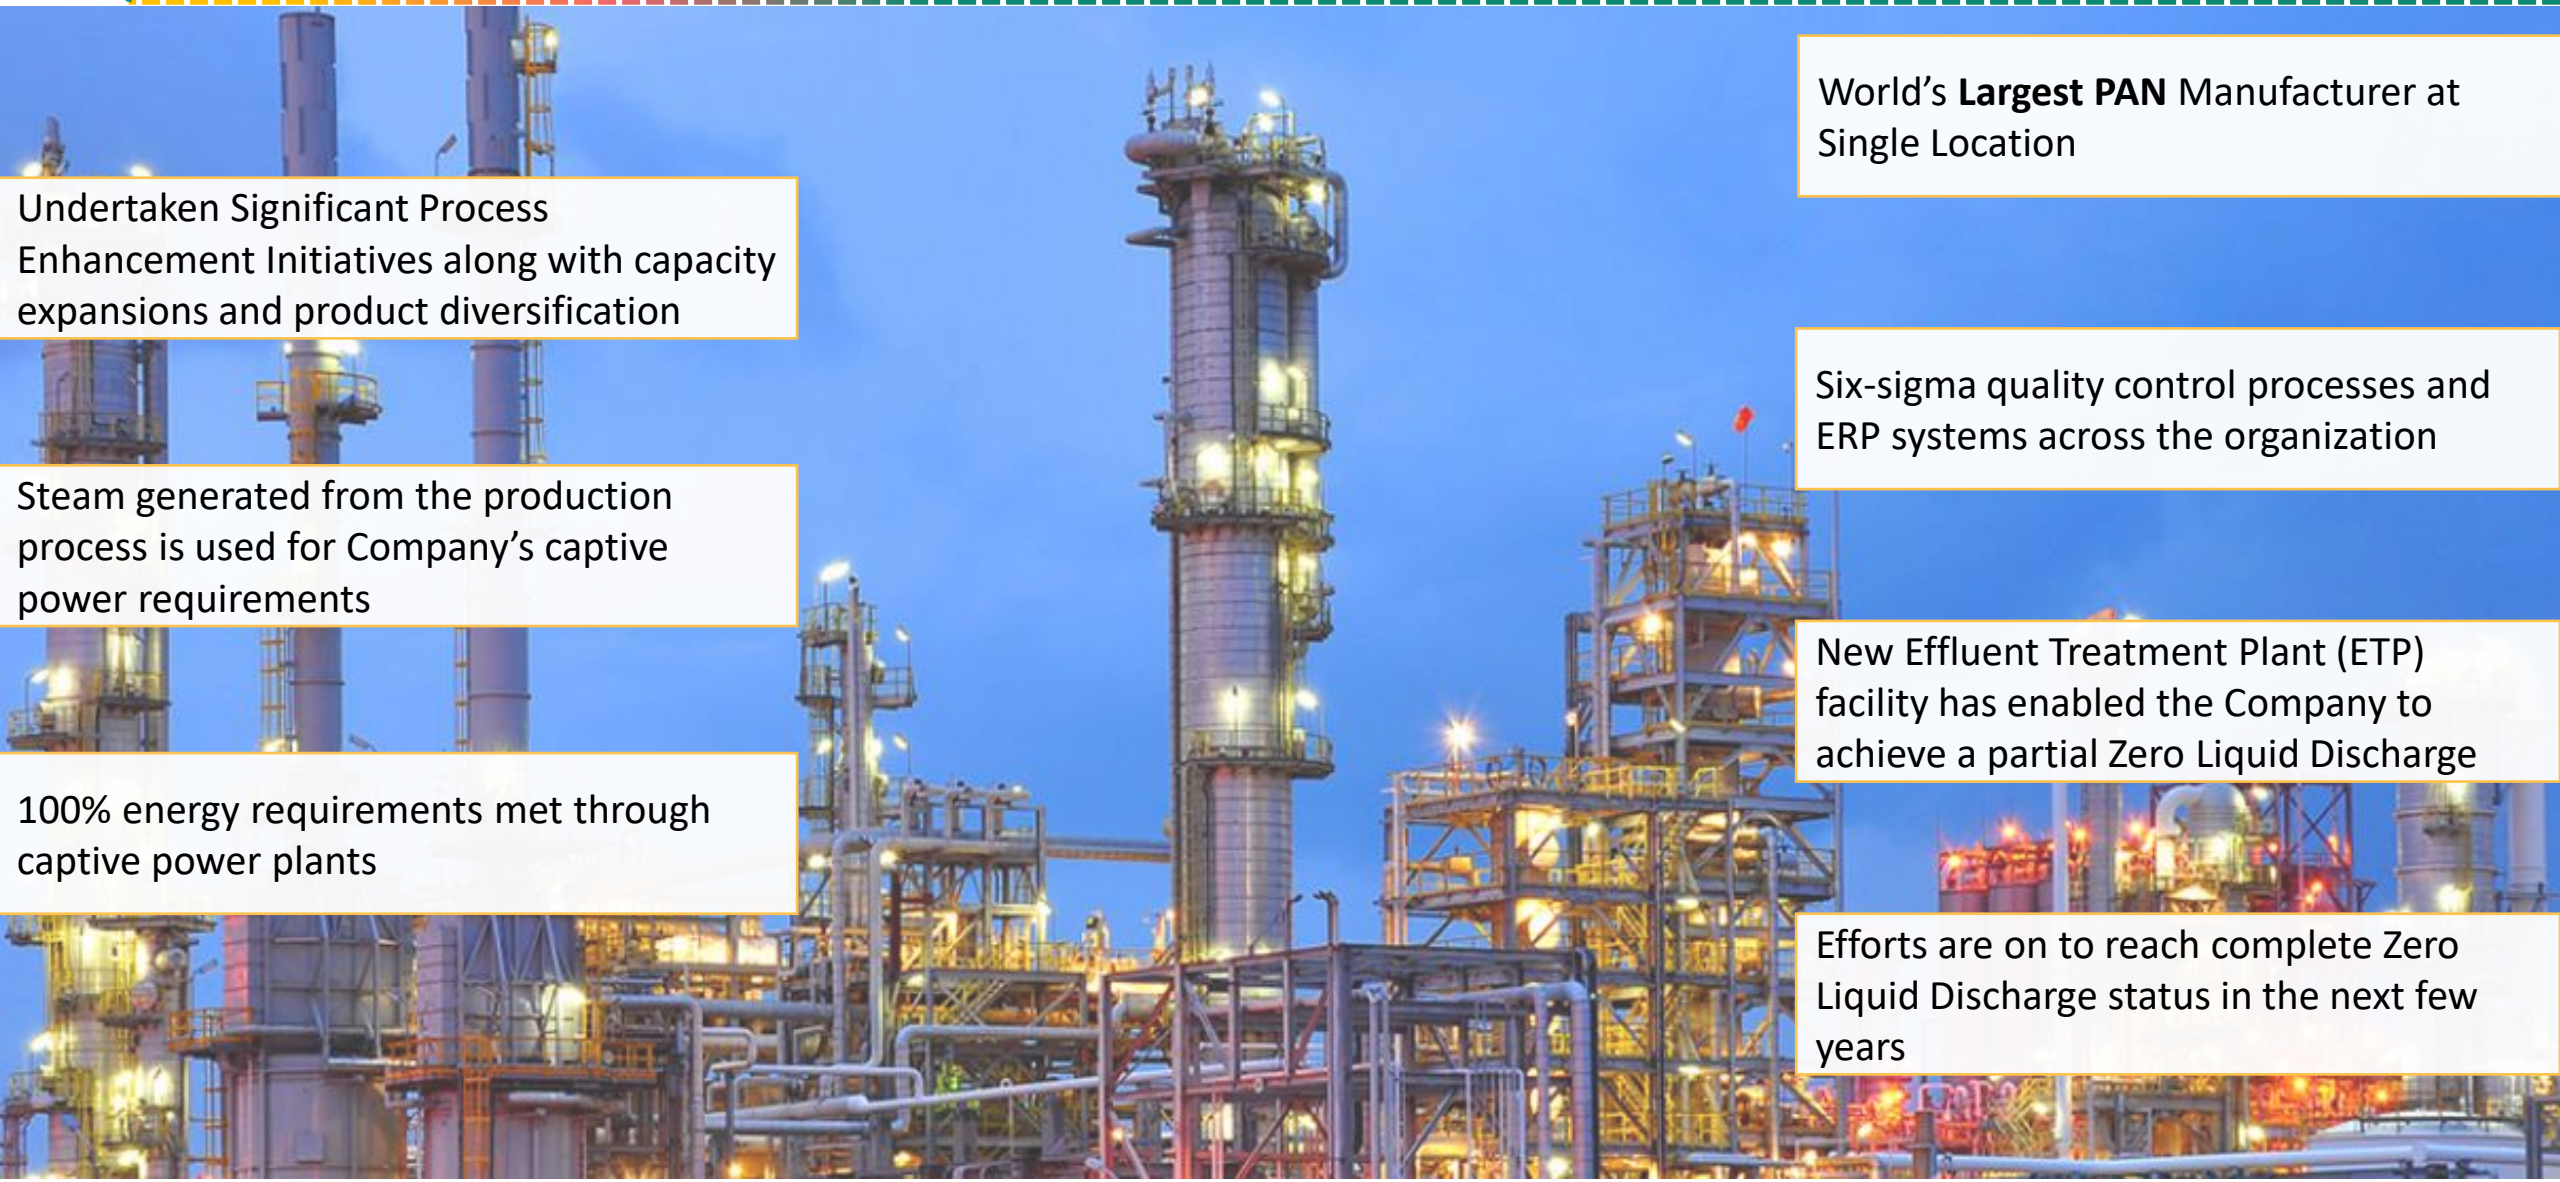 Undertaken Significant Process
Enhancement Initiatives along with capacity
expansions and product diversification
Steam generated from the production
process is used for Company’s captive
power requirements
100% energy requirements met through
captive power plants
World’s Largest PAN Manufacturer at
Single Location
Six-sigma quality control processes and
ERP systems across the organization
New Effluent Treatment Plant (ETP)
facility has enabled the Company to
achieve a partial Zero Liquid Discharge
Efforts are on to reach complete Zero
Liquid Discharge status in the next few
years